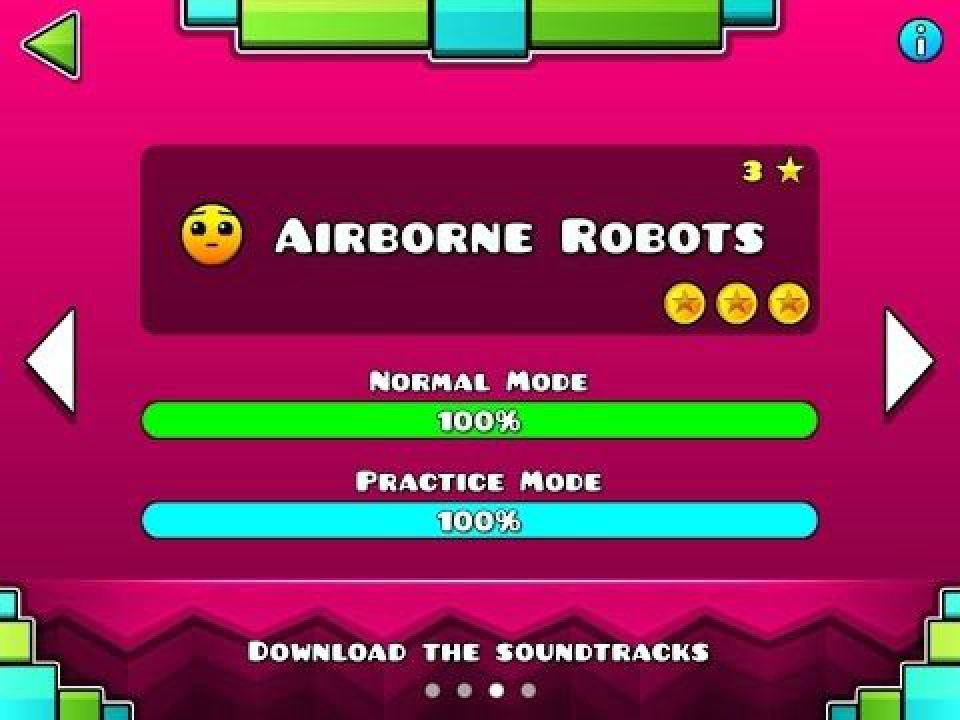 3
Airborne Robots
Normal Mode
100%
Practice Mode
100%
Download the soundtracks